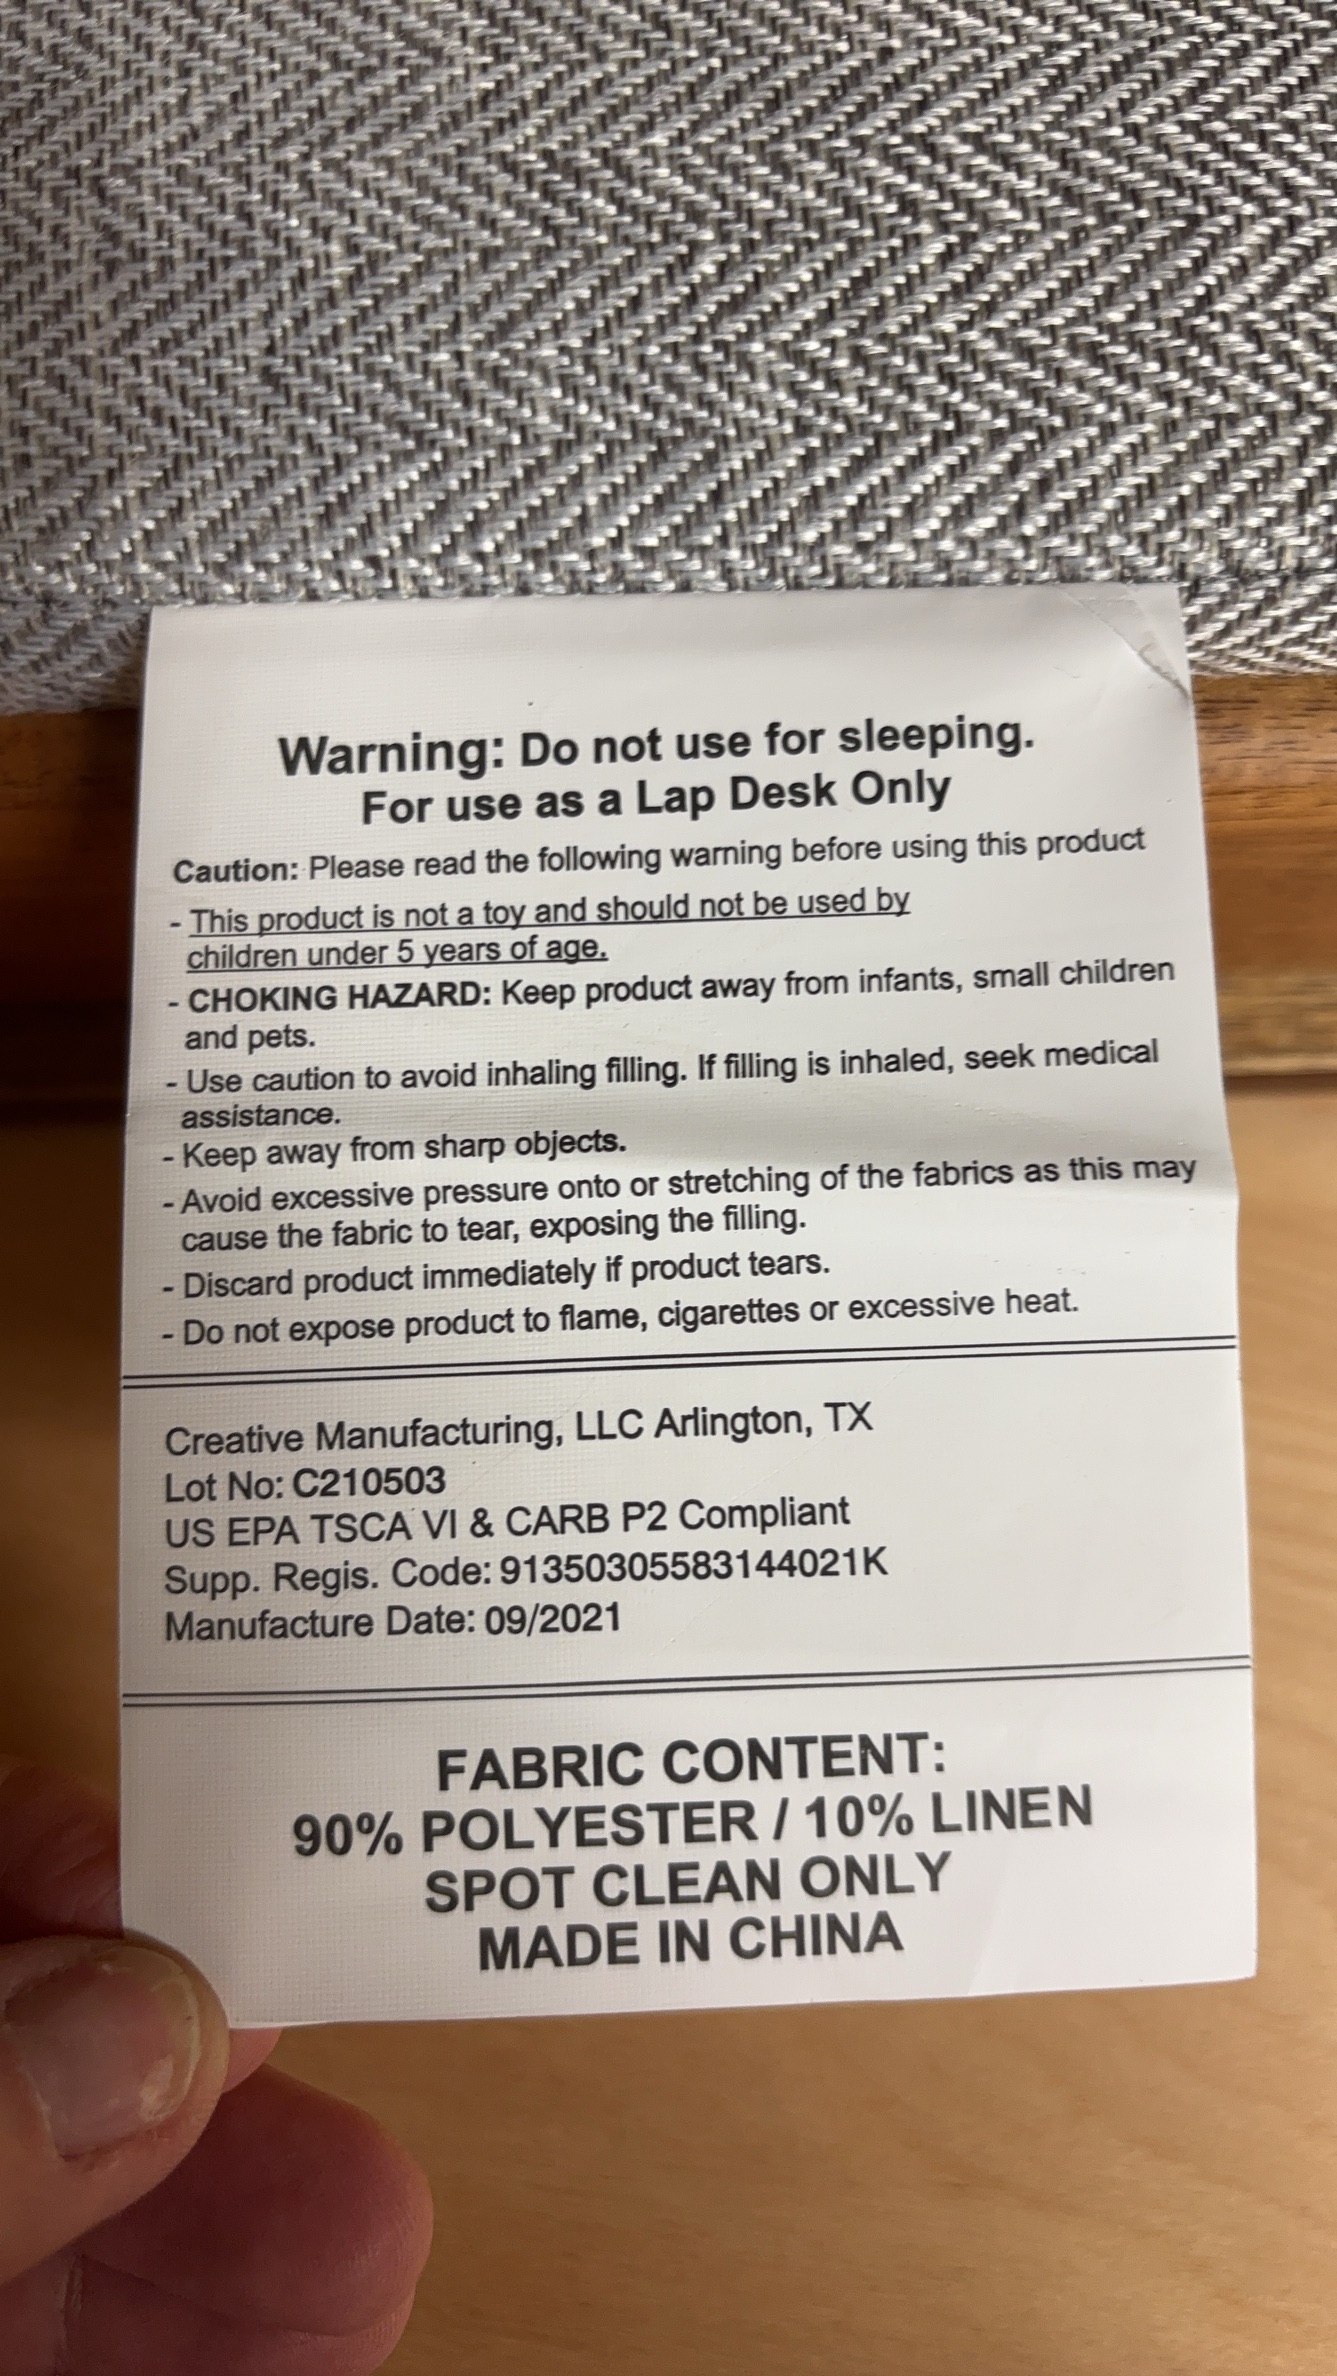 Warning: Do not use for sleeping.
For use as a Lap Desk Only
Caution: Please read the following warning before using this product
- This product is not a toy and should not be used by
children under 5 years of age.
- CHOKING HAZARD: Keep product away from infants, small children
and pets.
- Use caution to avoid inhaling filling. If filling is inhaled, seek medical
assistance.
- Keep away from sharp objects.
- Avoid excessive pressure onto or stretching of the fabrics as this may
cause the fabric to tear, exposing the filling.
- Discard product immediately if product tears.
- Do not expose product to flame, cigarettes or excessive heat.
Creative Manufacturing, LLC Arlington, TX
Lot No: C210503
US EPA TSCA VI & CARB P2 Compliant
Supp. Regis. Code: 91350305583144021K
Manufacture Date: 09/2021
FABRIC CONTENT:
90% POLYESTER / 10% LINEN
SPOT CLEAN ONLY
MADE IN CHINA